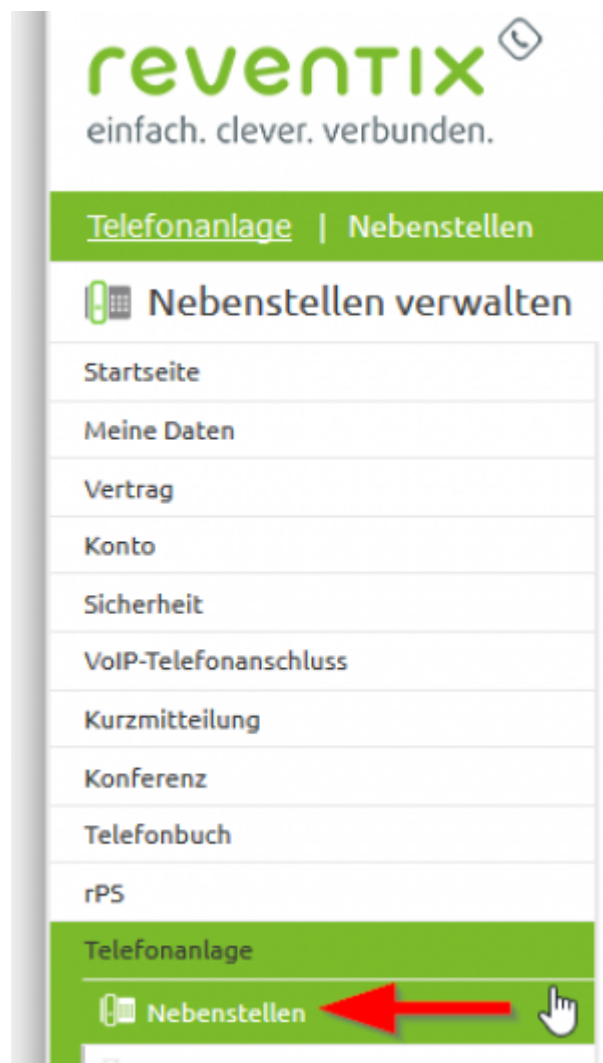 reventix
einfach. clever. verbunden.
Telefonanlage | Nebenstellen
Nebenstellen verwalten
Startseite
Meine Daten
Vertrag
Konto
Sicherheit
VoIP-Telefonanschluss
Kurzmitteilung
Konferenz
Telefonbuch
rPS
Telefonanlage
Nebenstellen